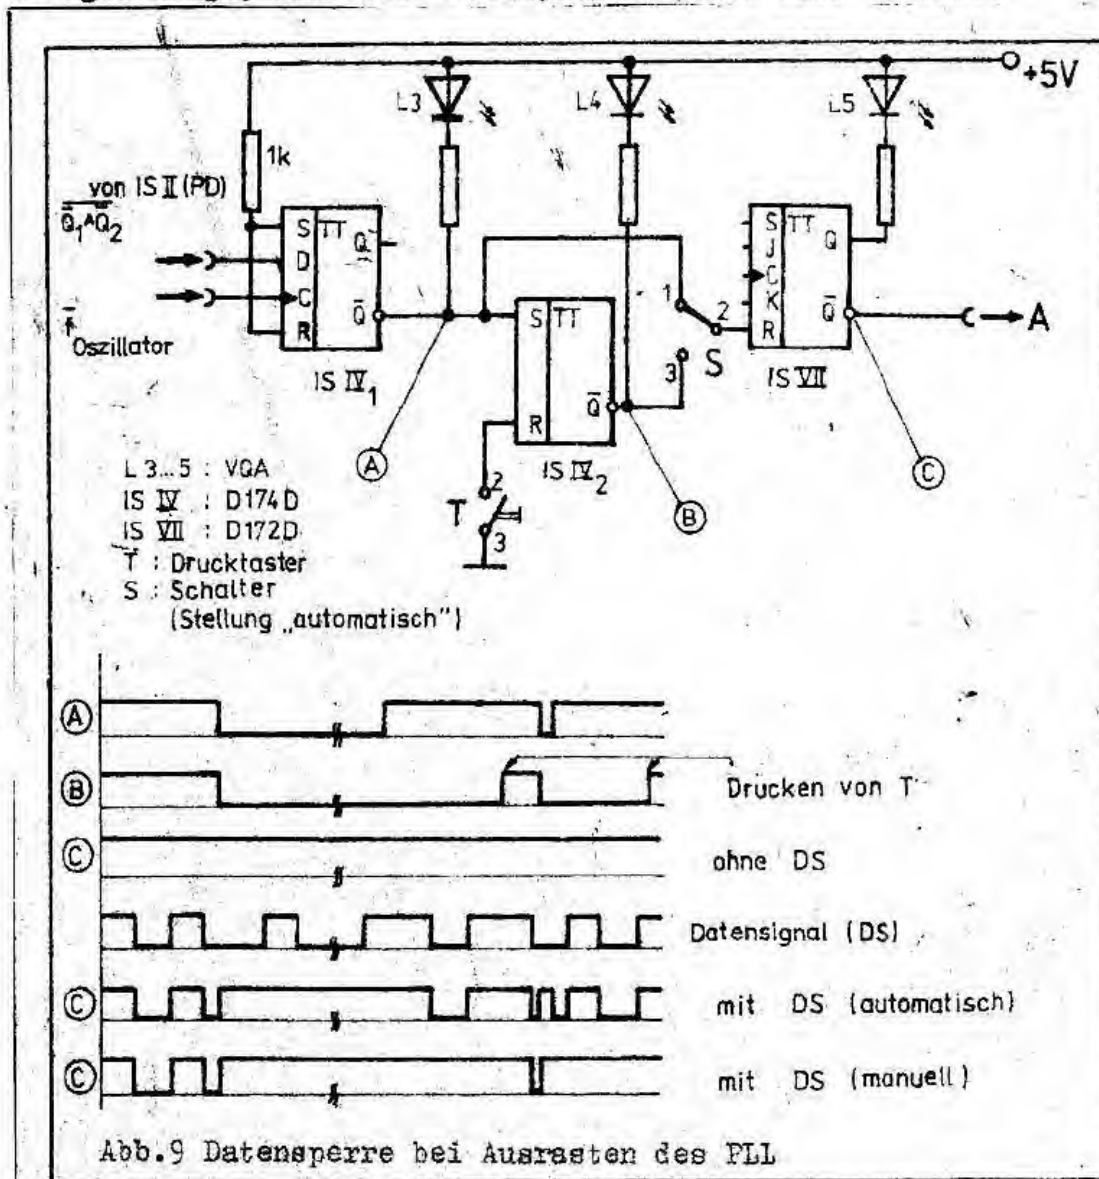 +5V
L3
L4
L5
1k
von IS II (PD)
Q̅1 ∧ Q̅2
S TT
D
Q
C
Q̅
R
f Oszillator
IS IV1
S TT
R
Q̅
IS IV2
1
2
3
S
S TT
J
Q
C
K
Q̅
R
IS VII
A
A
B
C
2
T
3
L 3...5 : VQA
IS IV : D174D
IS VII : D172D
T : Drucktaster
S : Schalter
(Stellung „automatisch")
A
B
Drücken von T
C
ohne DS
Datensignal (DS)
C
mit DS (automatisch)
C
mit DS (manuell)
Abb.9 Datensperre bei Ausrasten des PLL